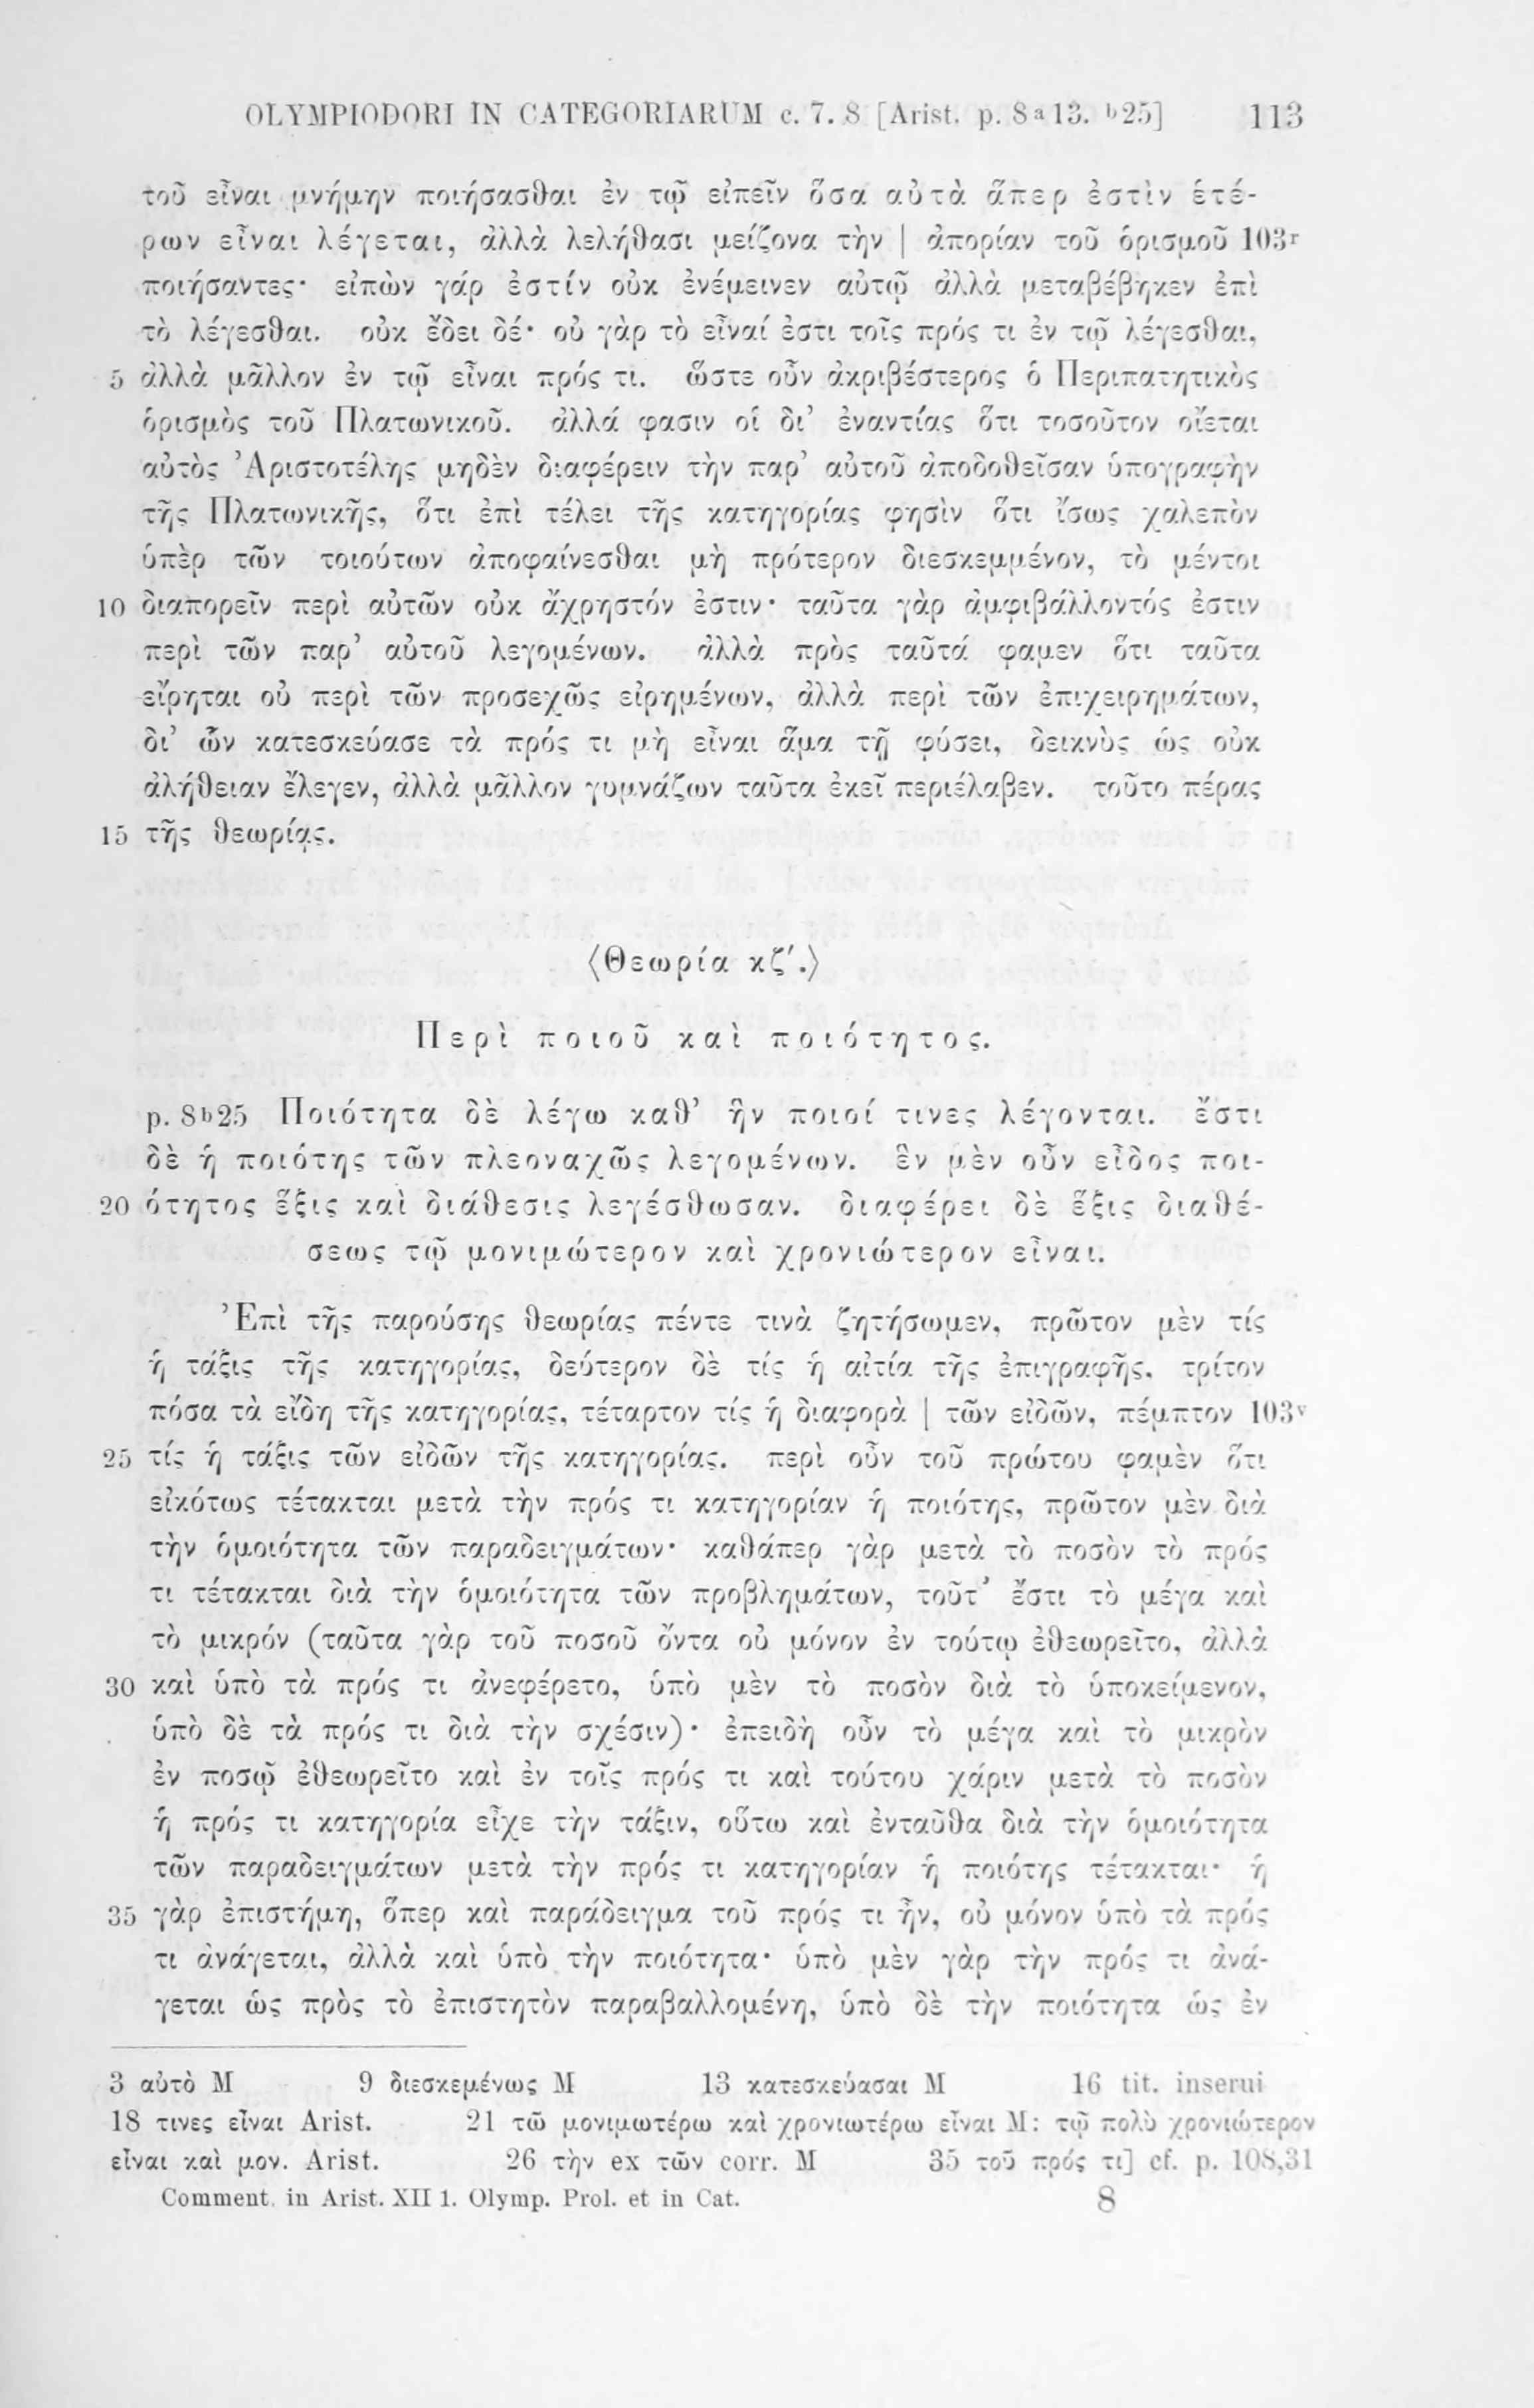 OLYMPIODORI IN CATEGORIARUM c. 7. 8 [Arist. p. 8a13. b25] 113
τοῦ εἶναι μνήμην ποιήσασθαι ἐν τῷ εἰπεῖν ὅσα αὐτὰ ἅπερ ἐστὶν ἑτέ-
ρων εἶναι λέγεται, ἀλλὰ λελήθασι μείζονα τὴν | ἀπορίαν τοῦ ὁρισμοῦ 103r
ποιήσαντες· εἰπὼν γάρ ἐστίν οὐκ ἐνέμεινεν αὐτῷ ἀλλὰ μεταβέβηκεν ἐπὶ
τὸ λέγεσθαι. οὐκ ἔδει δέ· οὐ γὰρ τὸ εἶναί ἐστι τοῖς πρός τι ἐν τῷ λέγεσθαι,
5 ἀλλὰ μᾶλλον ἐν τῷ εἶναι πρός τι. ὥστε οὖν ἀκριβέστερος ὁ Περιπατητικὸς
ὁρισμὸς τοῦ Πλατωνικοῦ. ἀλλά φασιν οἱ δι’ ἐναντίας ὅτι τοσοῦτον οἴεται
αὐτὸς Ἀριστοτέλης μηδὲν διαφέρειν τὴν παρ’ αὐτοῦ ἀποδοθεῖσαν ὑπογραφὴν
τῆς Πλατωνικῆς, ὅτι ἐπὶ τέλει τῆς κατηγορίας φησὶν ὅτι ἴσως χαλεπὸν
ὑπὲρ τῶν τοιούτων ἀποφαίνεσθαι μὴ πρότερον διεσκεμμένον, τὸ μέντοι
10 διαπορεῖν περὶ αὐτῶν οὐκ ἄχρηστόν ἐστιν· ταῦτα γὰρ ἀμφιβάλλοντός ἐστιν
περὶ τῶν παρ’ αὐτοῦ λεγομένων. ἀλλὰ πρὸς ταῦτά φαμεν ὅτι ταῦτα
εἴρηται οὐ περὶ τῶν προσεχῶς εἰρημένων, ἀλλὰ περὶ τῶν ἐπιχειρημάτων,
δι’ ὧν κατεσκεύασε τὰ πρός τι μὴ εἶναι ἅμα τῇ φύσει, δεικνὺς ὡς οὐκ
ἀλήθειαν ἔλεγεν, ἀλλὰ μᾶλλον γυμνάζων ταῦτα ἐκεῖ περιέλαβεν. τοῦτο πέρας
15 τῆς θεωρίας.
⟨Θεωρία κζ′.⟩
Περὶ ποιοῦ καὶ ποιότητος.
p. 8b25 Ποιότητα δὲ λέγω καθ’ ἣν ποιοί τινες λέγονται. ἔστι
δὲ ἡ ποιότης τῶν πλεοναχῶς λεγομένων. ἓν μὲν οὖν εἶδος ποι-
20 ότητος ἕξις καὶ διάθεσις λεγέσθωσαν. διαφέρει δὲ ἕξις διαθέ-
σεως τῷ μονιμώτερον καὶ χρονιώτερον εἶναι.
Ἐπὶ τῆς παρούσης θεωρίας πέντε τινὰ ζητήσωμεν, πρῶτον μὲν τίς
ἡ τάξις τῆς κατηγορίας, δεύτερον δὲ τίς ἡ αἰτία τῆς ἐπιγραφῆς, τρίτον
πόσα τὰ εἴδη τῆς κατηγορίας, τέταρτον τίς ἡ διαφορὰ | τῶν εἰδῶν, πέμπτον 103v
25 τίς ἡ τάξις τῶν εἰδῶν τῆς κατηγορίας. περὶ οὖν τοῦ πρώτου φαμὲν ὅτι
εἰκότως τέτακται μετὰ τὴν πρός τι κατηγορίαν ἡ ποιότης, πρῶτον μὲν διὰ
τὴν ὁμοιότητα τῶν παραδειγμάτων· καθάπερ γὰρ μετὰ τὸ ποσὸν τὸ πρός
τι τέτακται διὰ τὴν ὁμοιότητα τῶν προβλημάτων, τοῦτ’ ἔστι τὸ μέγα καὶ
τὸ μικρόν (ταῦτα γὰρ τοῦ ποσοῦ ὄντα οὐ μόνον ἐν τούτῳ ἐθεωρεῖτο, ἀλλὰ
30 καὶ ὑπὸ τὰ πρός τι ἀνεφέρετο, ὑπὸ μὲν τὸ ποσὸν διὰ τὸ ὑποκείμενον,
ὑπὸ δὲ τὰ πρός τι διὰ τὴν σχέσιν)· ἐπειδὴ οὖν τὸ μέγα καὶ τὸ μικρὸν
ἐν ποσῷ ἐθεωρεῖτο καὶ ἐν τοῖς πρός τι καὶ τούτου χάριν μετὰ τὸ ποσὸν
ἡ πρός τι κατηγορία εἶχε τὴν τάξιν, οὕτω καὶ ἐνταῦθα διὰ τὴν ὁμοιότητα
τῶν παραδειγμάτων μετὰ τὴν πρός τι κατηγορίαν ἡ ποιότης τέτακται· ἡ
35 γὰρ ἐπιστήμη, ὅπερ καὶ παράδειγμα τοῦ πρός τι ἦν, οὐ μόνον ὑπὸ τὰ πρός
τι ἀνάγεται, ἀλλὰ καὶ ὑπὸ τὴν ποιότητα· ὑπὸ μὲν γὰρ τὴν πρός τι ἀνά-
γεται ὡς πρὸς τὸ ἐπιστητὸν παραβαλλομένη, ὑπὸ δὲ τὴν ποιότητα ὡς ἐν
3 αὐτὸ M 9 διεσκεμένως M 13 κατεσκεύασαι M 16 tit. inserui
18 τινες εἶναι Arist. 21 τῶ μονιμωτέρω καὶ χρονιωτέρω εἶναι M: τῷ πολὺ χρονιώτερον
εἶναι καὶ μον. Arist. 26 τὴν ex τῶν corr. M 35 τοῦ πρός τι] cf. p. 108,31
Comment. in Arist. XII 1. Olymp. Prol. et in Cat. 8